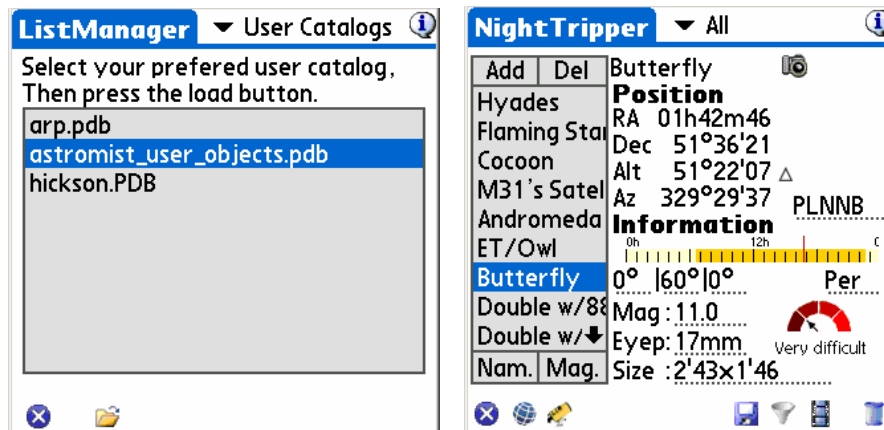 ListManager
User Catalogs
Select your prefered user catalog,
Then press the load button.
arp.pdb
astromist_user_objects.pdb
hickson.PDB
NightTripper
All
Add Del
Hyades
Flaming Star
Cocoon
M31's Satel
Andromeda
ET/Owl
Butterfly
Double w/88
Double w/
Nam. Mag.
Butterfly
Position
RA 01h42m46
Dec 51°36'21
Alt 51°22'07
Az 329°29'37
PLNNB
Information
0h 12h 0
0° |60°|0° Per
Mag : 11.0
Eyep: 17mm
Very difficult
Size : 2'43x1'46